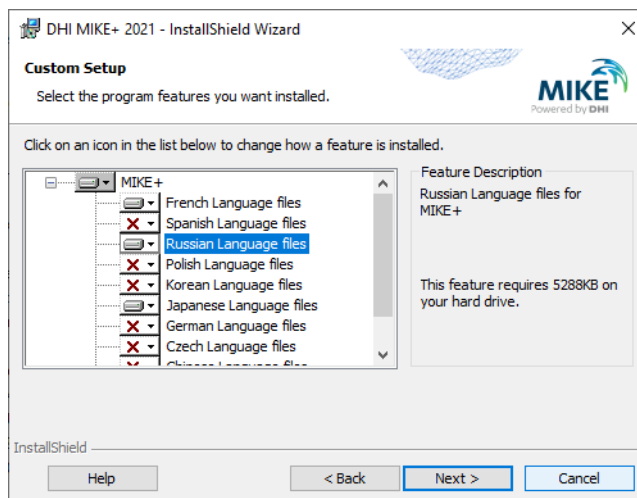 DHI MIKE+ 2021 - InstallShield Wizard
Custom Setup
Select the program features you want installed.
MIKE
Powered by DHI
Click on an icon in the list below to change how a feature is installed.
MIKE+
French Language files
Spanish Language files
Russian Language files
Polish Language files
Korean Language files
Japanese Language files
German Language files
Czech Language files
Chinese Language files
Feature Description
Russian Language files for
MIKE+
This feature requires 5288KB on
your hard drive.
InstallShield
Help
< Back
Next >
Cancel